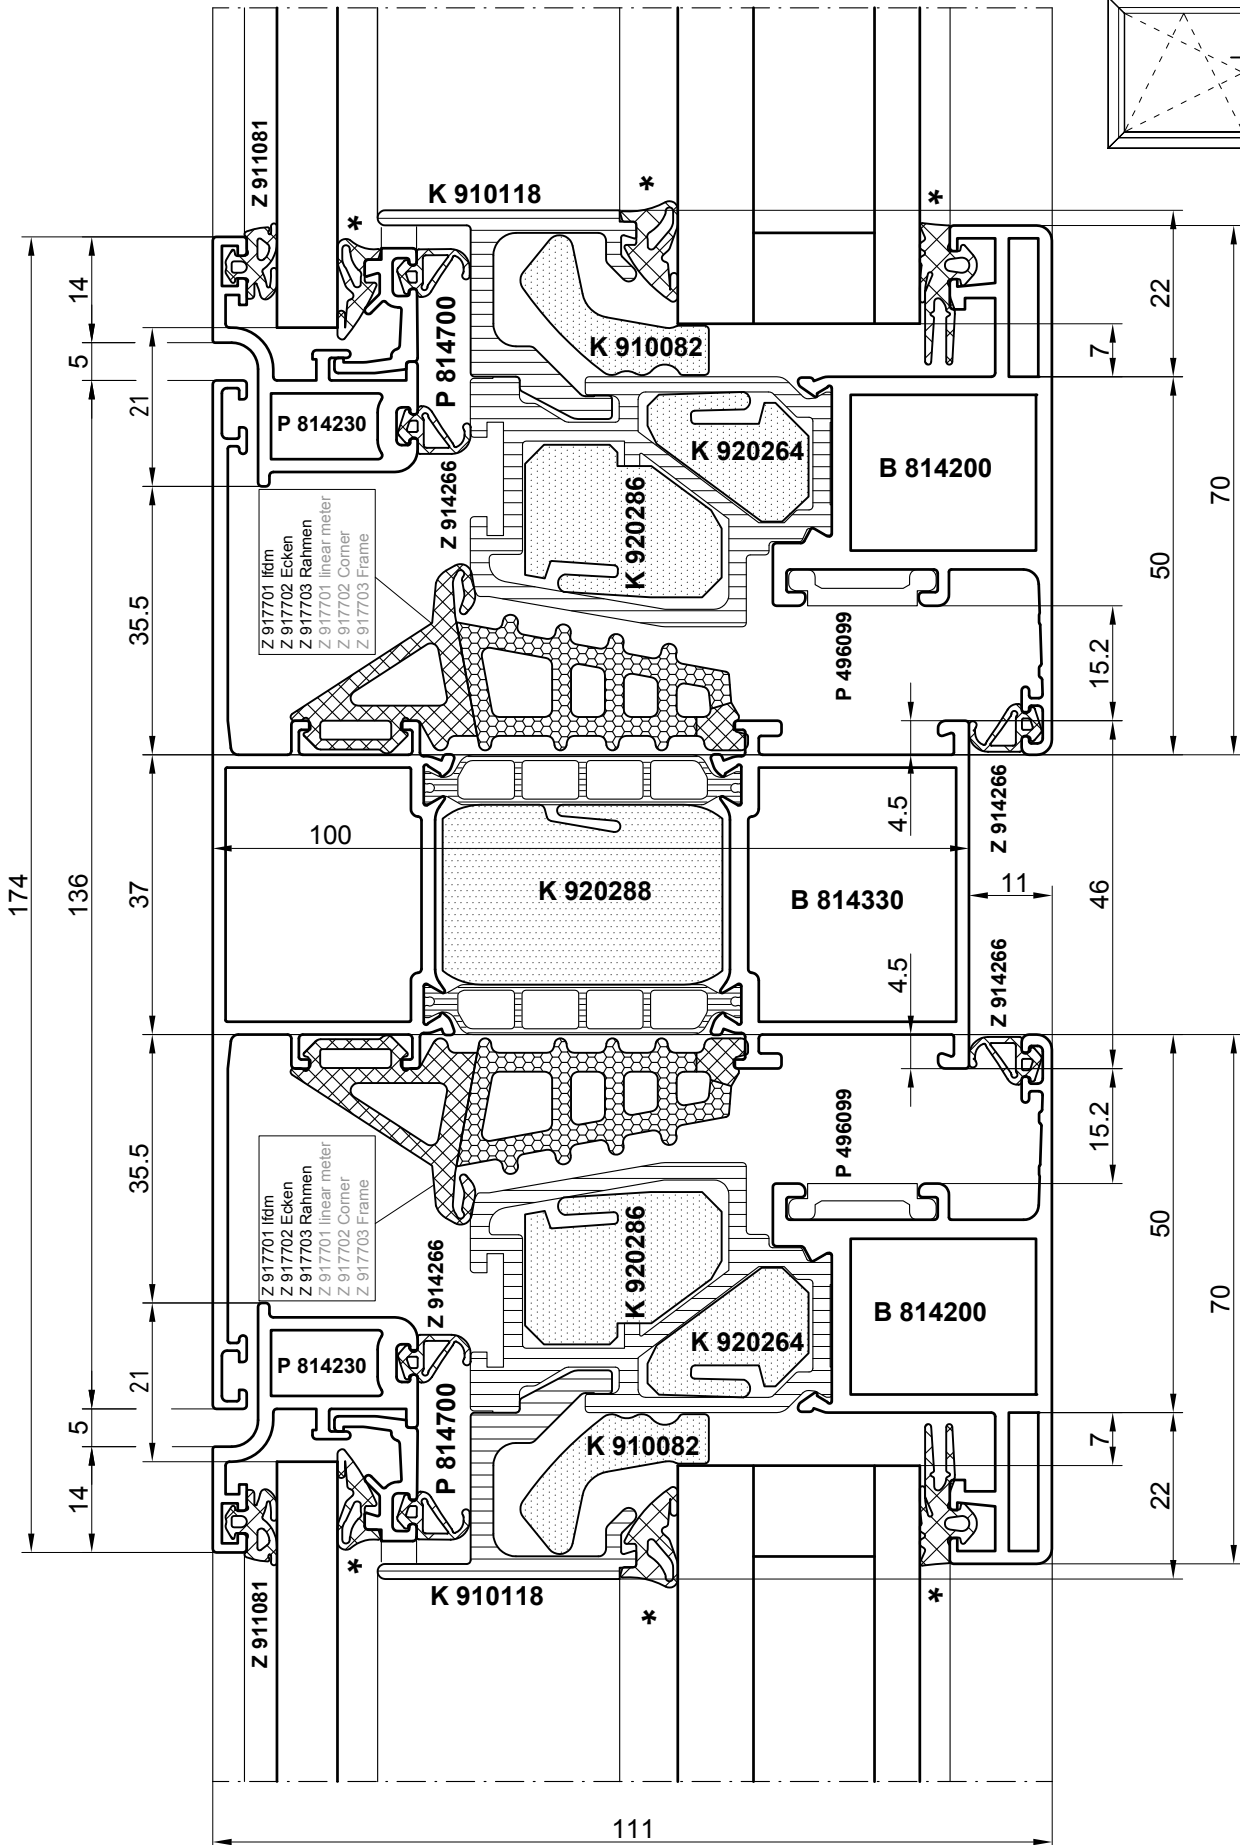 Z 911081
*
K 910118
*
*
14
5
21
P 814230
P 814700
K 910082
22
7
K 920264
B 814200
70
Z 917701 lfdm
Z 917702 Ecken
Z 917703 Rahmen
Z 917701 linear meter
Z 917702 Corner
Z 917703 Frame
Z 914266
K 920286
50
35.5
P 496099
15.2
4.5
Z 914266
100
174
136
37
K 920288
B 814330
11
46
4.5
Z 914266
35.5
Z 917701 lfdm
Z 917702 Ecken
Z 917703 Rahmen
Z 917701 linear meter
Z 917702 Corner
Z 917703 Frame
P 496099
15.2
Z 914266
K 920286
50
70
21
P 814230
P 814700
K 920264
B 814200
5
14
K 910082
7
22
Z 911081
*
K 910118
*
*
111